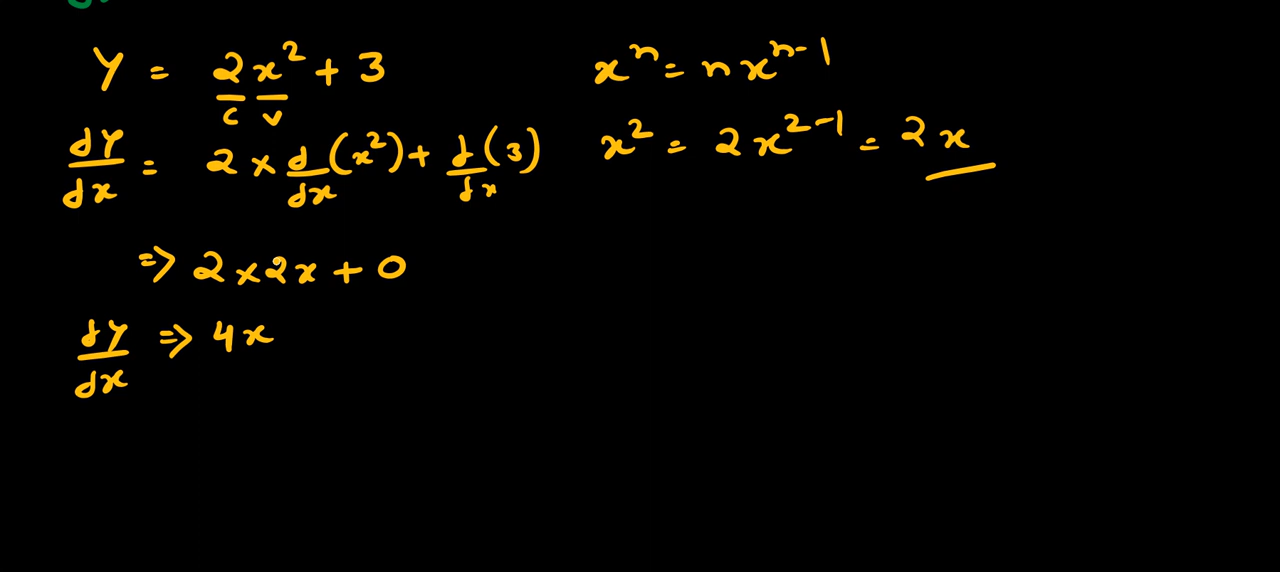 Y = 2x² + 3
c v
dY/dx = 2 × d/dx (x²) + d/dx (3)
⇒ 2 × 2x + 0
dY/dx ⇒ 4x
xⁿ = nxⁿ⁻¹
x² = 2x²⁻¹ = 2x